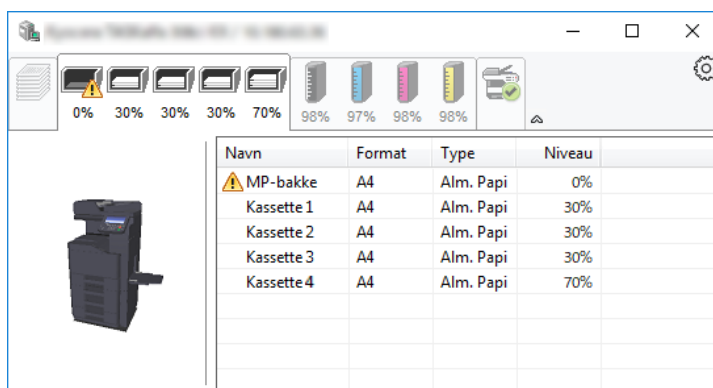 0% 30% 30% 30% 70% 98% 97% 98% 98%
Navn Format Type Niveau
MP-bakke A4 Alm. Papi 0%
Kassette 1 A4 Alm. Papi 30%
Kassette 2 A4 Alm. Papi 30%
Kassette 3 A4 Alm. Papi 30%
Kassette 4 A4 Alm. Papi 70%